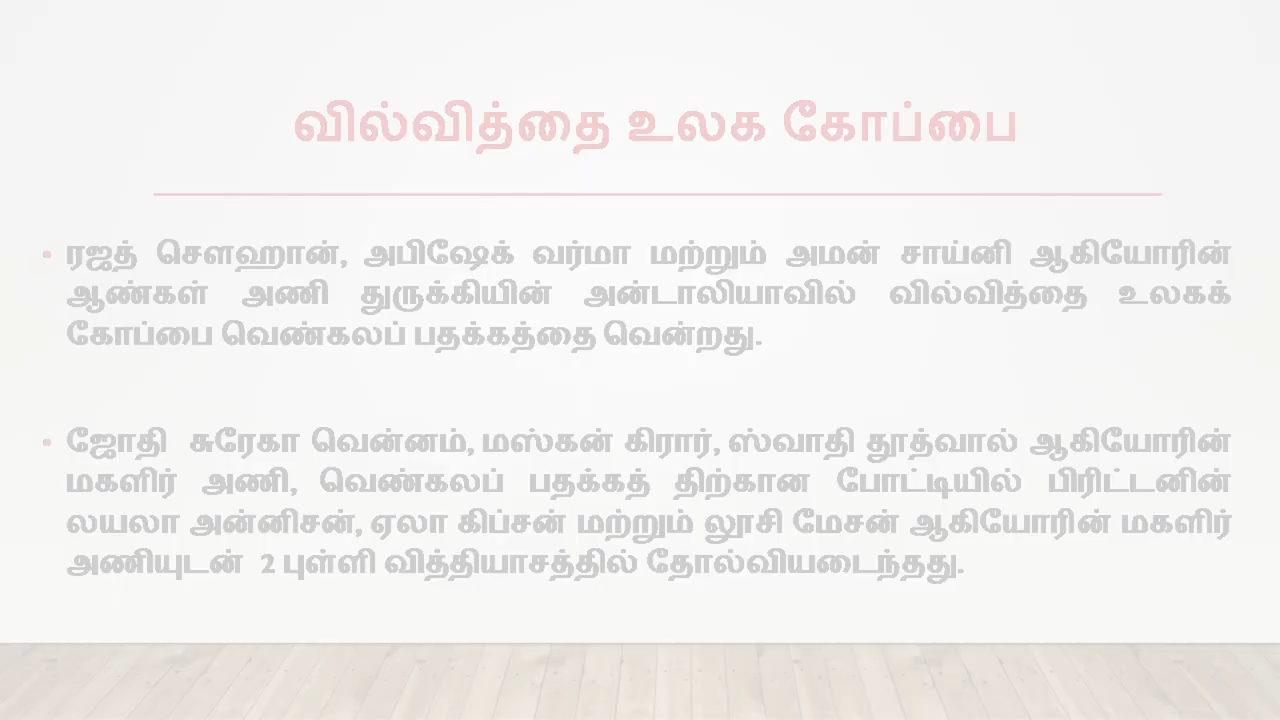 வில்வித்தை உலக கோப்பை
• ரஜத் சௌஹான், அபிஷேக் வர்மா மற்றும் அமன் சாய்னி ஆகியோரின்
ஆண்கள் அணி துருக்கியின் அன்டாலியாவில் வில்வித்தை உலகக்
கோப்பை வெண்கலப் பதக்கத்தை வென்றது.
• ஜோதி சுரேகா வென்னம், மஸ்கன் கிரார், ஸ்வாதி தூத்வால் ஆகியோரின்
மகளிர் அணி, வெண்கலப் பதக்கத் திற்கான போட்டியில் பிரிட்டனின்
லயலா அன்னிசன், ஏலா கிப்சன் மற்றும் லூசி மேசன் ஆகியோரின் மகளிர்
அணியுடன் 2 புள்ளி வித்தியாசத்தில் தோல்வியடைந்தது.